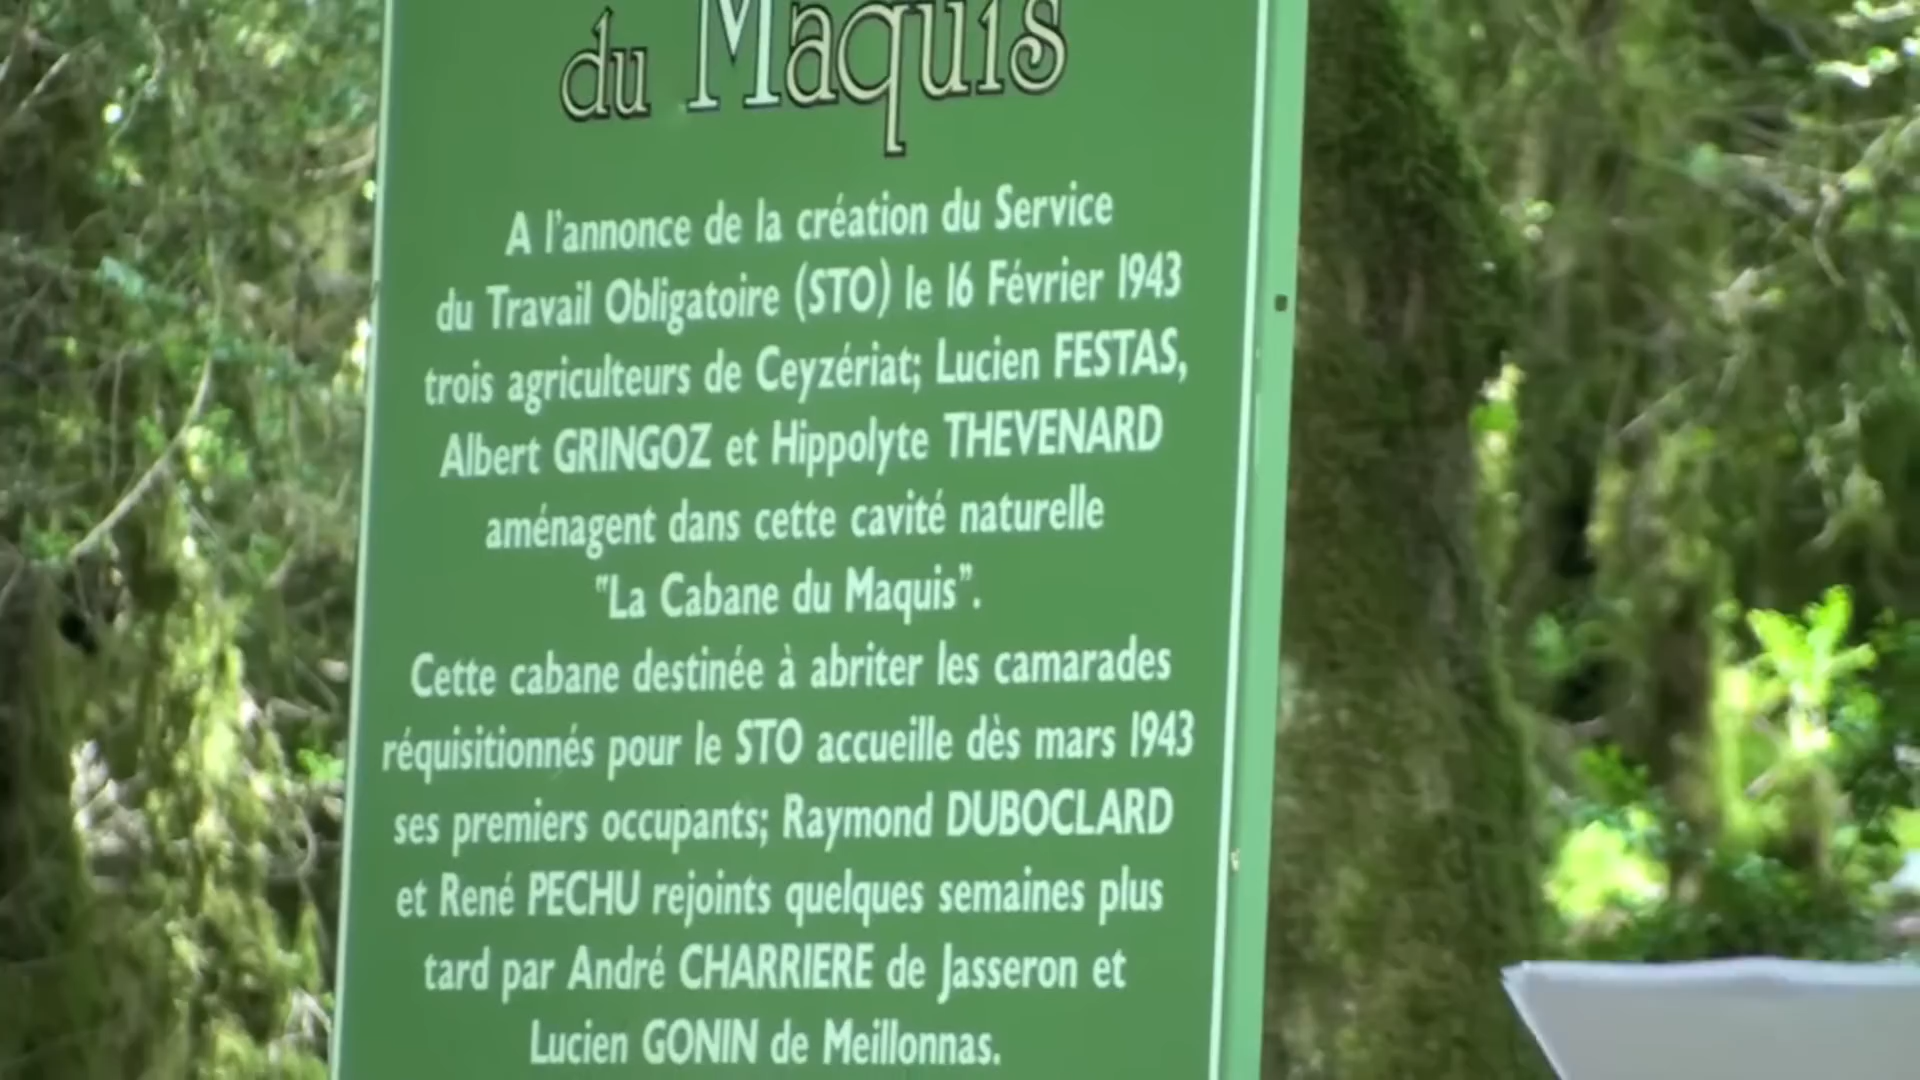 du Maquis
A l'annonce de la création du Service
du Travail Obligatoire (STO) le 16 Février 1943
trois agriculteurs de Ceyzériat; Lucien FESTAS,
Albert GRINGOZ et Hippolyte THEVENARD
aménagent dans cette cavité naturelle
"La Cabane du Maquis".
Cette cabane destinée à abriter les camarades
réquisitionnés pour le STO accueille dès mars 1943
ses premiers occupants; Raymond DUBOCLARD
et René PECHU rejoints quelques semaines plus
tard par André CHARRIERE de Jasseron et
Lucien GONIN de Meillonnas.